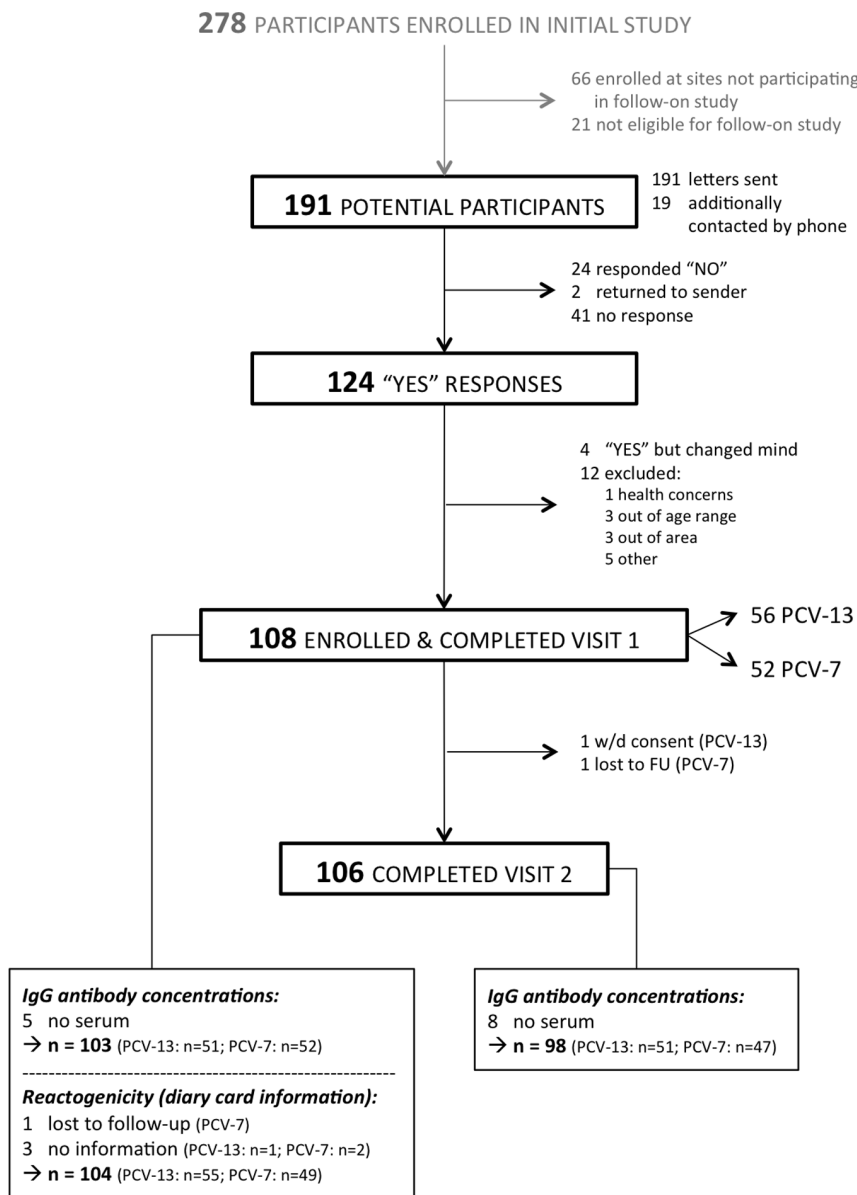 278 PARTICIPANTS ENROLLED IN INITIAL STUDY
66 enrolled at sites not participating
in follow-on study
21 not eligible for follow-on study
191 POTENTIAL PARTICIPANTS
191 letters sent
19 additionally
contacted by phone
24 responded “NO”
2 returned to sender
41 no response
124 “YES” RESPONSES
4 “YES” but changed mind
12 excluded:
1 health concerns
3 out of age range
3 out of area
5 other
108 ENROLLED & COMPLETED VISIT 1
56 PCV-13
52 PCV-7
1 w/d consent (PCV-13)
1 lost to FU (PCV-7)
106 COMPLETED VISIT 2
IgG antibody concentrations:
5 no serum
→ n = 103 (PCV-13: n=51; PCV-7: n=52)
Reactogenicity (diary card information):
1 lost to follow-up (PCV-7)
3 no information (PCV-13: n=1; PCV-7: n=2)
→ n = 104 (PCV-13: n=55; PCV-7: n=49)
IgG antibody concentrations:
8 no serum
→ n = 98 (PCV-13: n=51; PCV-7: n=47)